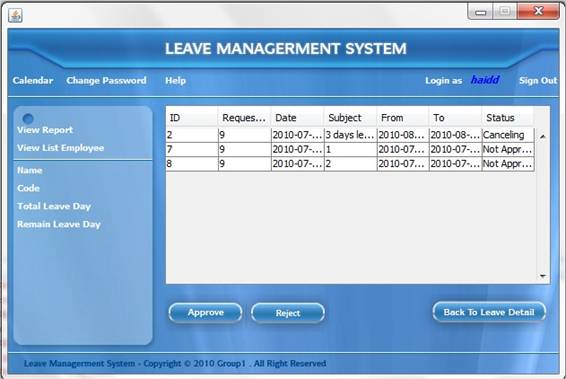 LEAVE MANAGERMENT SYSTEM
Calendar Change Password Help Login as haidd Sign Out
View Report
View List Employee
Name
Code
Total Leave Day
Remain Leave Day
ID Reques... Date Subject From To Status
2 9 2010-07-... 3 days le... 2010-08... 2010-08-... Canceling
7 9 2010-07-... 1 2010-07... 2010-07-... Not Appr...
8 9 2010-07-... 2 2010-07... 2010-07-... Not Appr...
Approve Reject Back To Leave Detail
Leave Managerment System - Copyright © 2010 Group1 . All Right Reserved